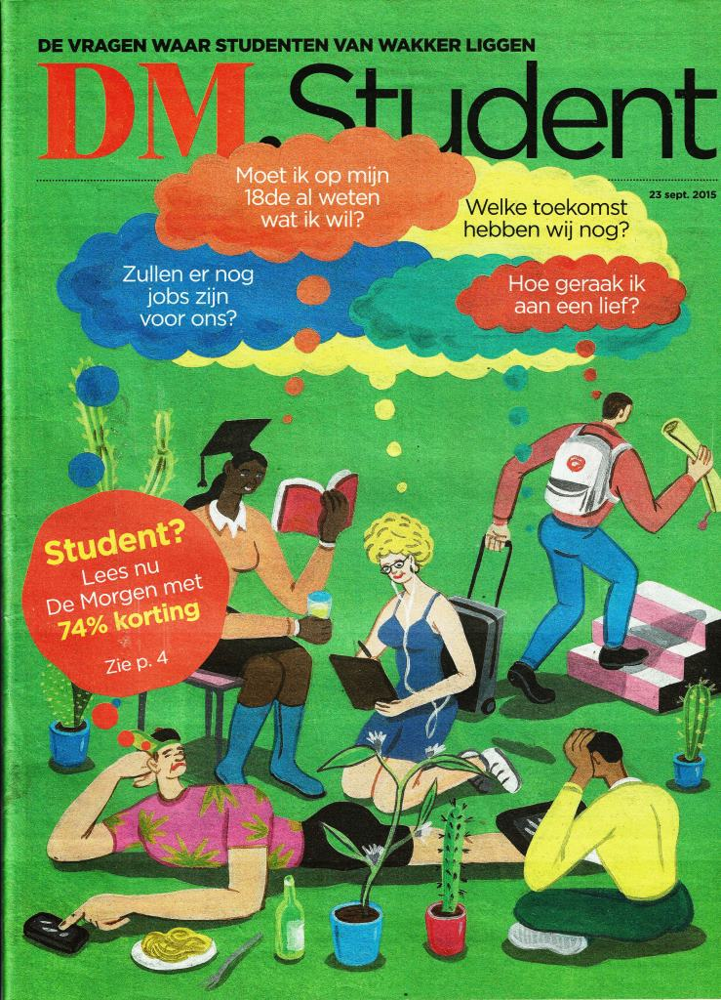 DE VRAGEN WAAR STUDENTEN VAN WAKKER LIGGEN
DM.Student
23 sept. 2015
Moet ik op mijn
18de al weten
wat ik wil?
Welke toekomst
hebben wij nog?
Zullen er nog
jobs zijn
voor ons?
Hoe geraak ik
aan een lief?
Student?
Lees nu
De Morgen met
74% korting
Zie p. 4